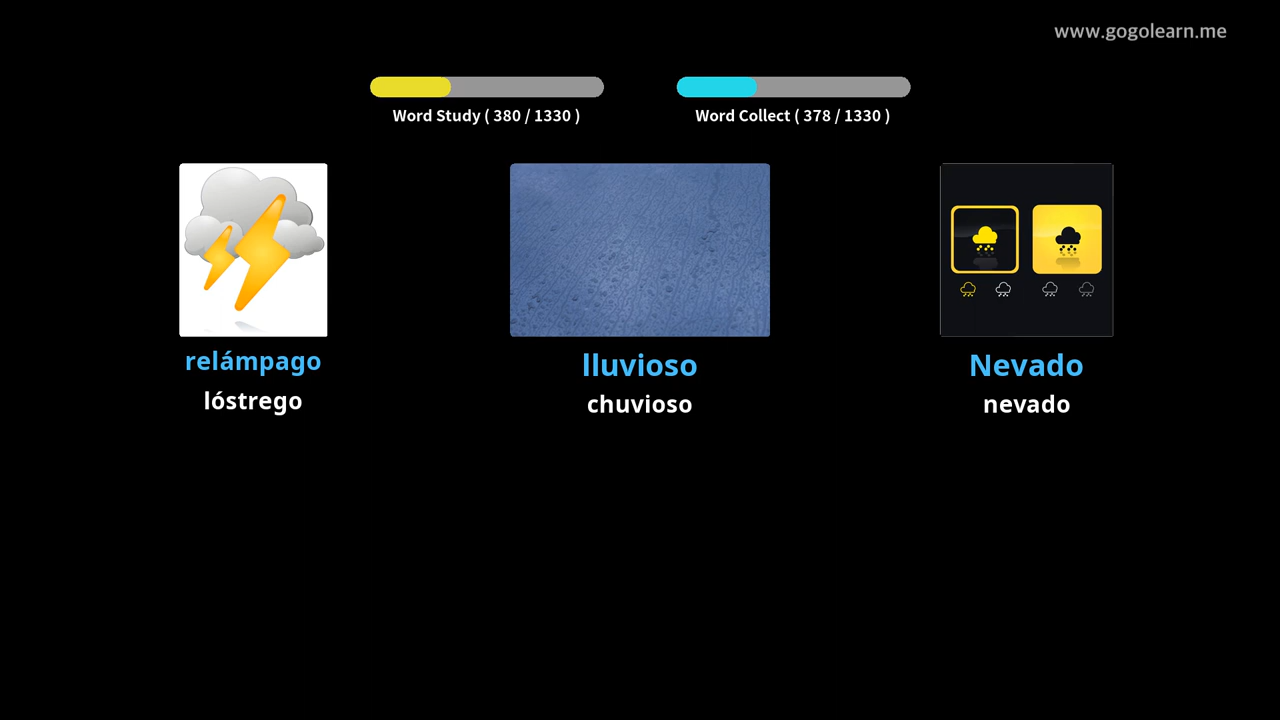 www.gogolearn.me
Word Study ( 380 / 1330 )
Word Collect ( 378 / 1330 )
relámpago
lóstrego
lluvioso
chuvioso
Nevado
nevado